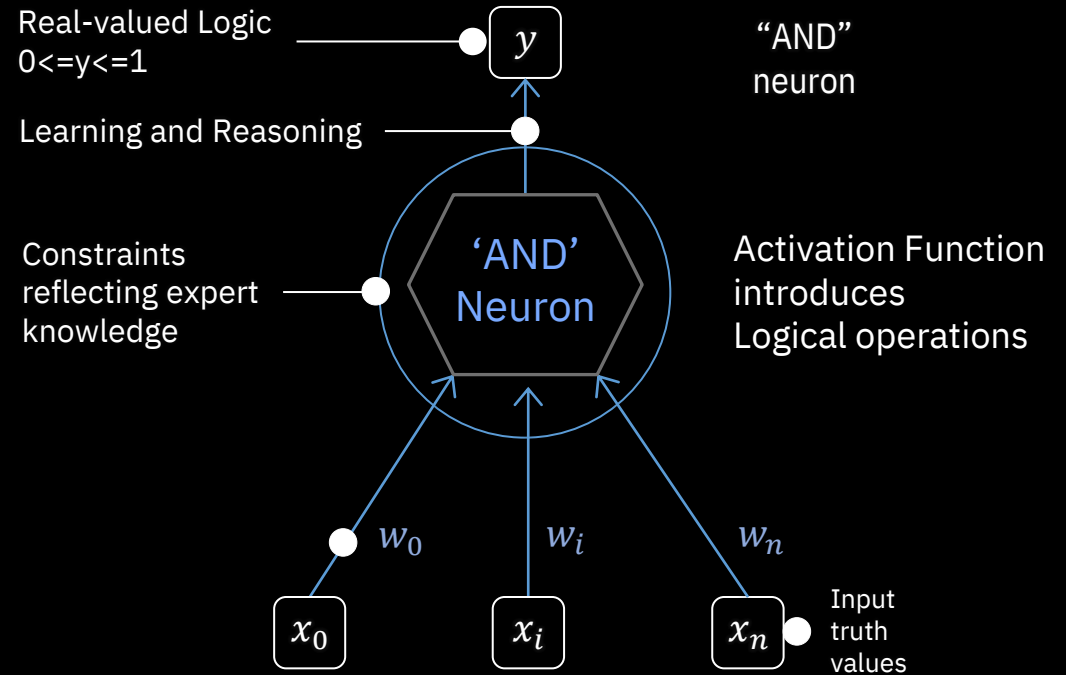 Real-valued Logic
0<=y<=1
y
“AND”
neuron
Learning and Reasoning
Constraints
reflecting expert
knowledge
‘AND’
Neuron
Activation Function
introduces
Logical operations
w₀
wᵢ
wₙ
x₀
xᵢ
xₙ
Input
truth
values